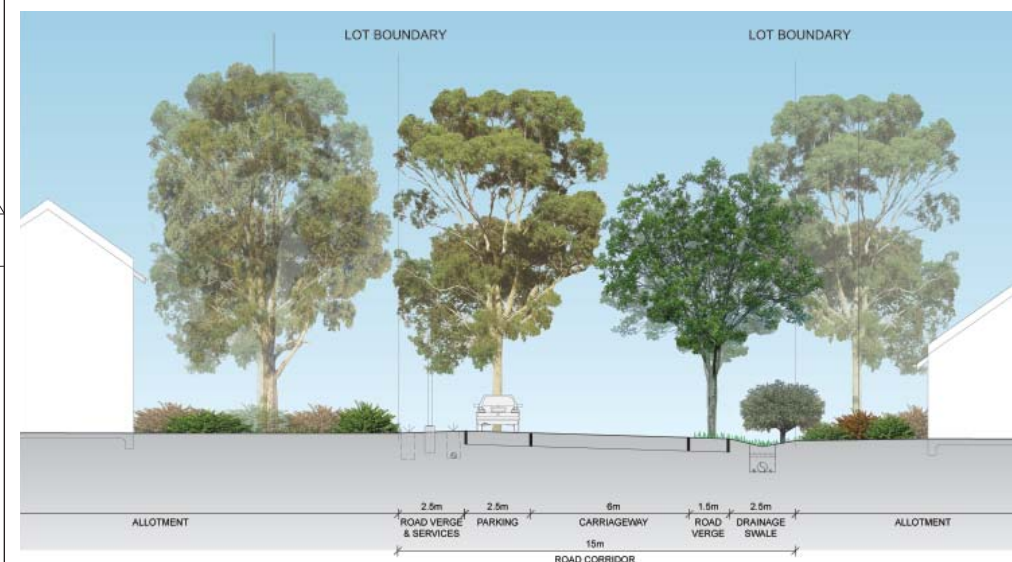 LOT BOUNDARY
LOT BOUNDARY
2.5m 2.5m 6m 1.5m 2.5m
ALLOTMENT ROAD VERGE PARKING CARRIAGEWAY ROAD DRAINAGE ALLOTMENT
& SERVICES VERGE SWALE
15m
ROAD CORRIDOR